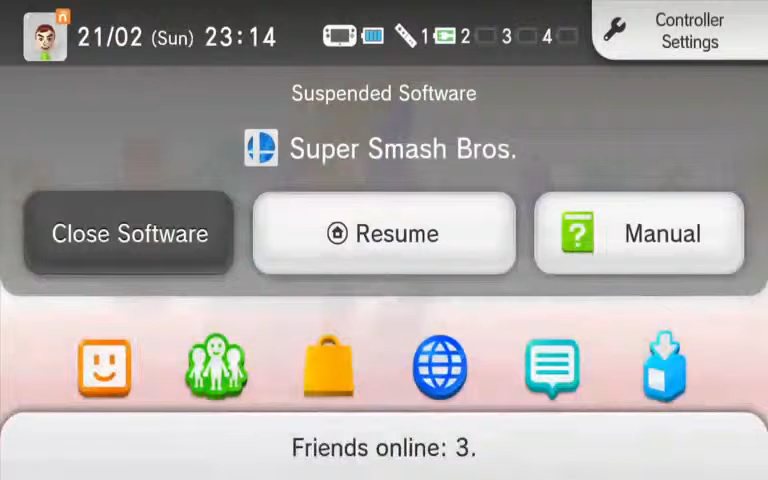 21/02 (Sun) 23:14
1 2 3 4
Controller
Settings
Suspended Software
Super Smash Bros.
Close Software
Resume
? Manual
Friends online: 3.